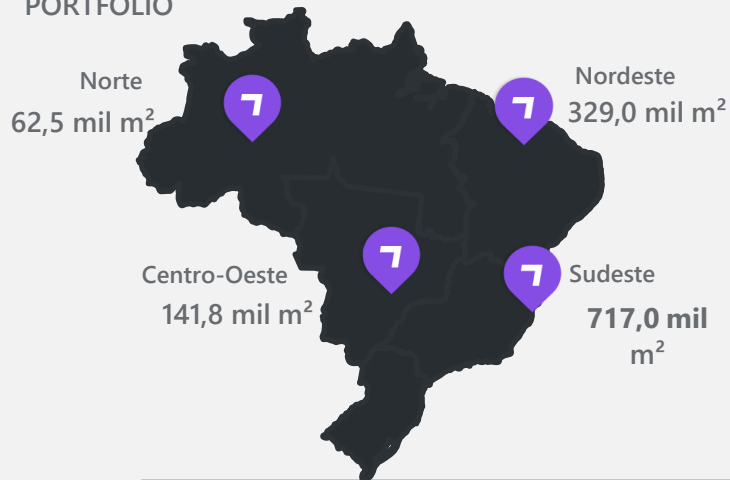 PORTFÓLIO
Norte
62,5 mil m²
Nordeste
329,0 mil m²
Centro-Oeste
141,8 mil m²
Sudeste
717,0 mil
m²